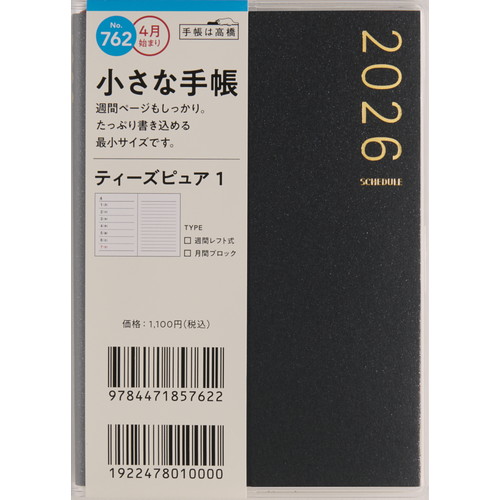 No.
762
4月
始まり
手帳は高橋
小さな手帳
週間ページもしっかり。
たっぷり書き込める
最小サイズです。
ティーズピュア 1
TYPE
週間レフト式
月間ブロック
価格：1,100円（税込）
9784471857622
1922478010000
2026
SCHEDULE